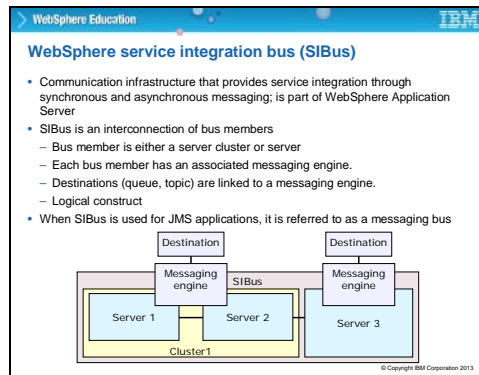 WebSphere Education
IBM
WebSphere service integration bus (SIBus)
• Communication infrastructure that provides service integration through
synchronous and asynchronous messaging; is part of WebSphere Application
Server
• SIBus is an interconnection of bus members
– Bus member is either a server cluster or server
– Each bus member has an associated messaging engine.
– Destinations (queue, topic) are linked to a messaging engine.
– Logical construct
• When SIBus is used for JMS applications, it is referred to as a messaging bus
Destination
Destination
Messaging
engine
SIBus
Messaging
engine
Server 1
Server 2
Server 3
Cluster1
© Copyright IBM Corporation 2013